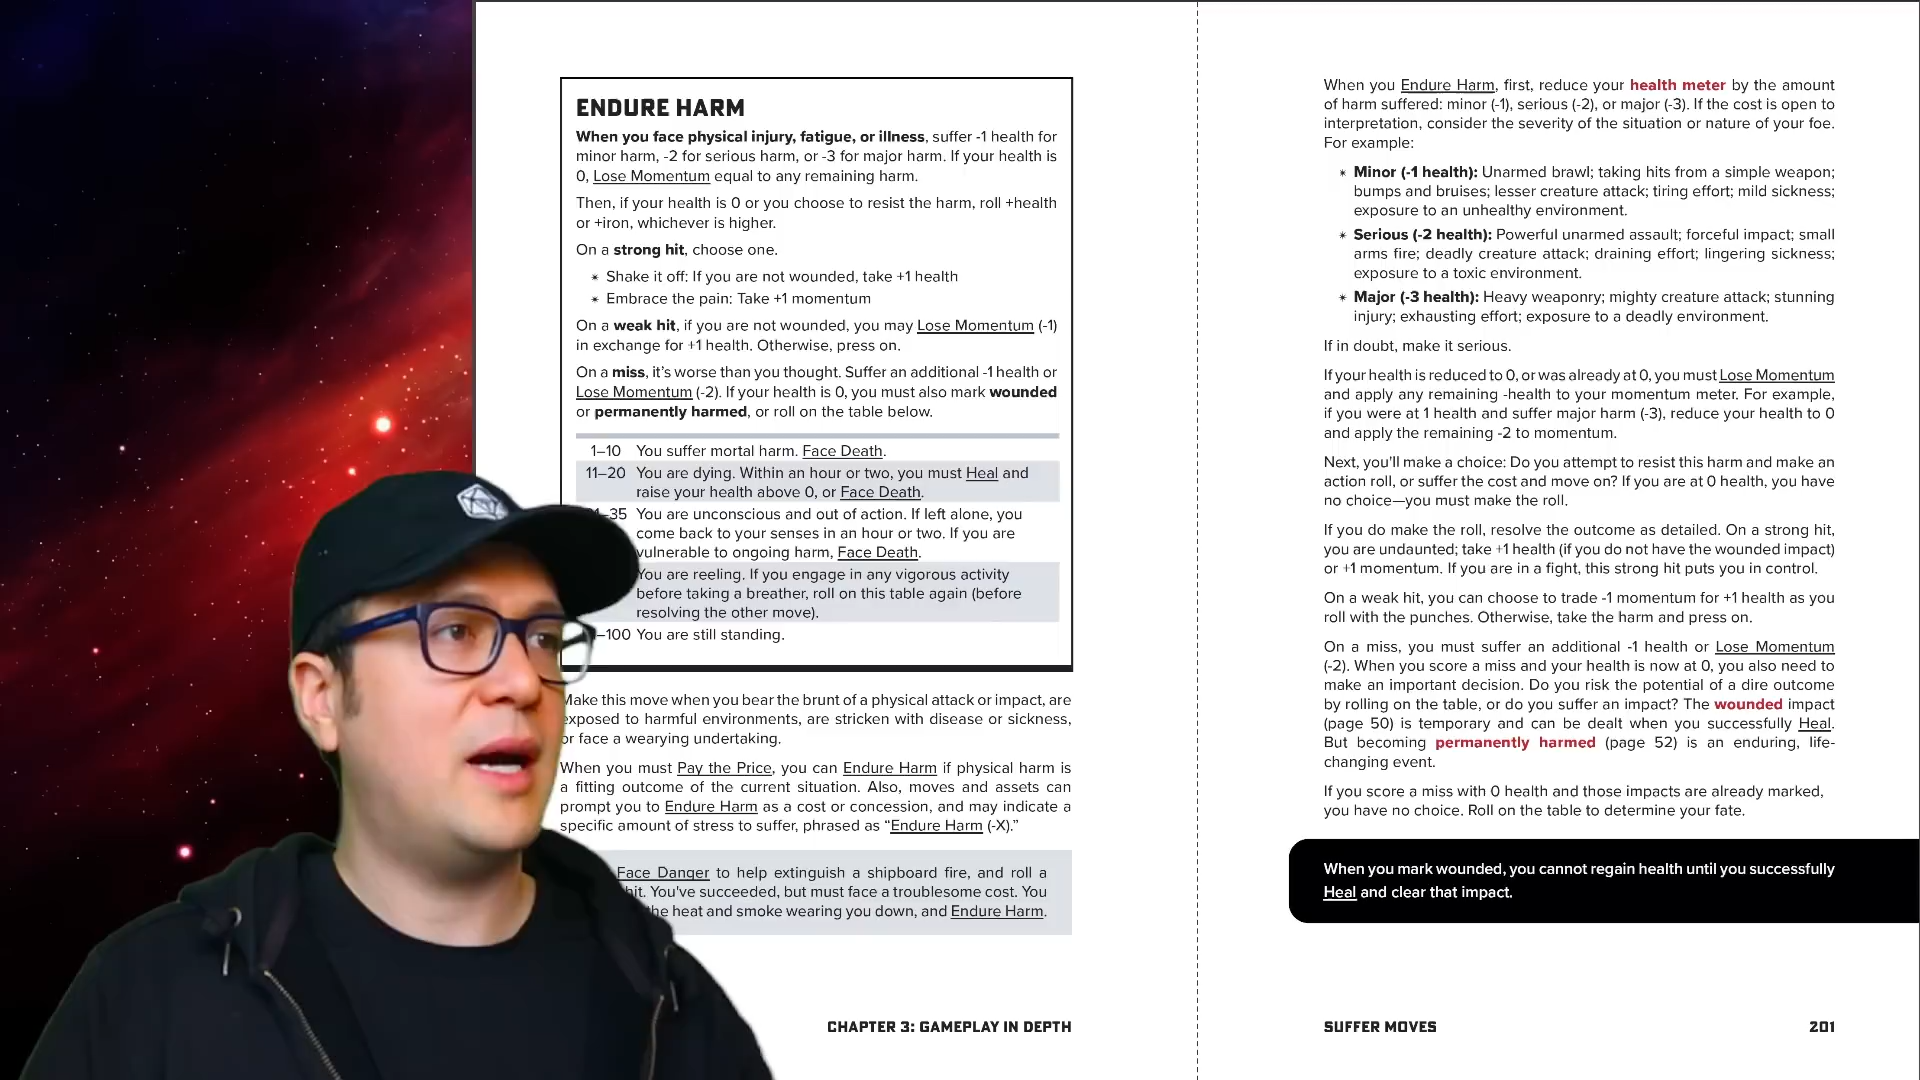 ENDURE HARM
When you face physical injury, fatigue, or illness, suffer -1 health for
minor harm, -2 for serious harm, or -3 for major harm. If your health is
0, Lose Momentum equal to any remaining harm.
Then, if your health is 0 or you choose to resist the harm, roll +health
or +iron, whichever is higher.
On a strong hit, choose one.
✶ Shake it off: If you are not wounded, take +1 health
✶ Embrace the pain: Take +1 momentum
On a weak hit, if you are not wounded, you may Lose Momentum (-1)
in exchange for +1 health. Otherwise, press on.
On a miss, it’s worse than you thought. Suffer an additional -1 health or
Lose Momentum (-2). If your health is 0, you must also mark wounded
or permanently harmed, or roll on the table below.
1–10 You suffer mortal harm. Face Death.
11–20 You are dying. Within an hour or two, you must Heal and
raise your health above 0, or Face Death.
–35 You are unconscious and out of action. If left alone, you
come back to your senses in an hour or two. If you are
vulnerable to ongoing harm, Face Death.
You are reeling. If you engage in any vigorous activity
before taking a breather, roll on this table again (before
resolving the other move).
–100 You are still standing.
Make this move when you bear the brunt of a physical attack or impact, are
exposed to harmful environments, are stricken with disease or sickness,
or face a wearying undertaking.
When you must Pay the Price, you can Endure Harm if physical harm is
a fitting outcome of the current situation. Also, moves and assets can
prompt you to Endure Harm as a cost or concession, and may indicate a
specific amount of stress to suffer, phrased as “Endure Harm (-X).”
Face Danger to help extinguish a shipboard fire, and roll a
hit. You've succeeded, but must face a troublesome cost. You
the heat and smoke wearing you down, and Endure Harm.
CHAPTER 3: GAMEPLAY IN DEPTH
When you Endure Harm, first, reduce your health meter by the amount
of harm suffered: minor (-1), serious (-2), or major (-3). If the cost is open to
interpretation, consider the severity of the situation or nature of your foe.
For example:
✶ Minor (-1 health): Unarmed brawl; taking hits from a simple weapon;
bumps and bruises; lesser creature attack; tiring effort; mild sickness;
exposure to an unhealthy environment.
✶ Serious (-2 health): Powerful unarmed assault; forceful impact; small
arms fire; deadly creature attack; draining effort; lingering sickness;
exposure to a toxic environment.
✶ Major (-3 health): Heavy weaponry; mighty creature attack; stunning
injury; exhausting effort; exposure to a deadly environment.
If in doubt, make it serious.
If your health is reduced to 0, or was already at 0, you must Lose Momentum
and apply any remaining -health to your momentum meter. For example,
if you were at 1 health and suffer major harm (-3), reduce your health to 0
and apply the remaining -2 to momentum.
Next, you’ll make a choice: Do you attempt to resist this harm and make an
action roll, or suffer the cost and move on? If you are at 0 health, you have
no choice—you must make the roll.
If you do make the roll, resolve the outcome as detailed. On a strong hit,
you are undaunted; take +1 health (if you do not have the wounded impact)
or +1 momentum. If you are in a fight, this strong hit puts you in control.
On a weak hit, you can choose to trade -1 momentum for +1 health as you
roll with the punches. Otherwise, take the harm and press on.
On a miss, you must suffer an additional -1 health or Lose Momentum
(-2). When you score a miss and your health is now at 0, you also need to
make an important decision. Do you risk the potential of a dire outcome
by rolling on the table, or do you suffer an impact? The wounded impact
(page 50) is temporary and can be dealt when you successfully Heal.
But becoming permanently harmed (page 52) is an enduring, life-
changing event.
If you score a miss with 0 health and those impacts are already marked,
you have no choice. Roll on the table to determine your fate.
When you mark wounded, you cannot regain health until you successfully
Heal and clear that impact.
SUFFER MOVES
201